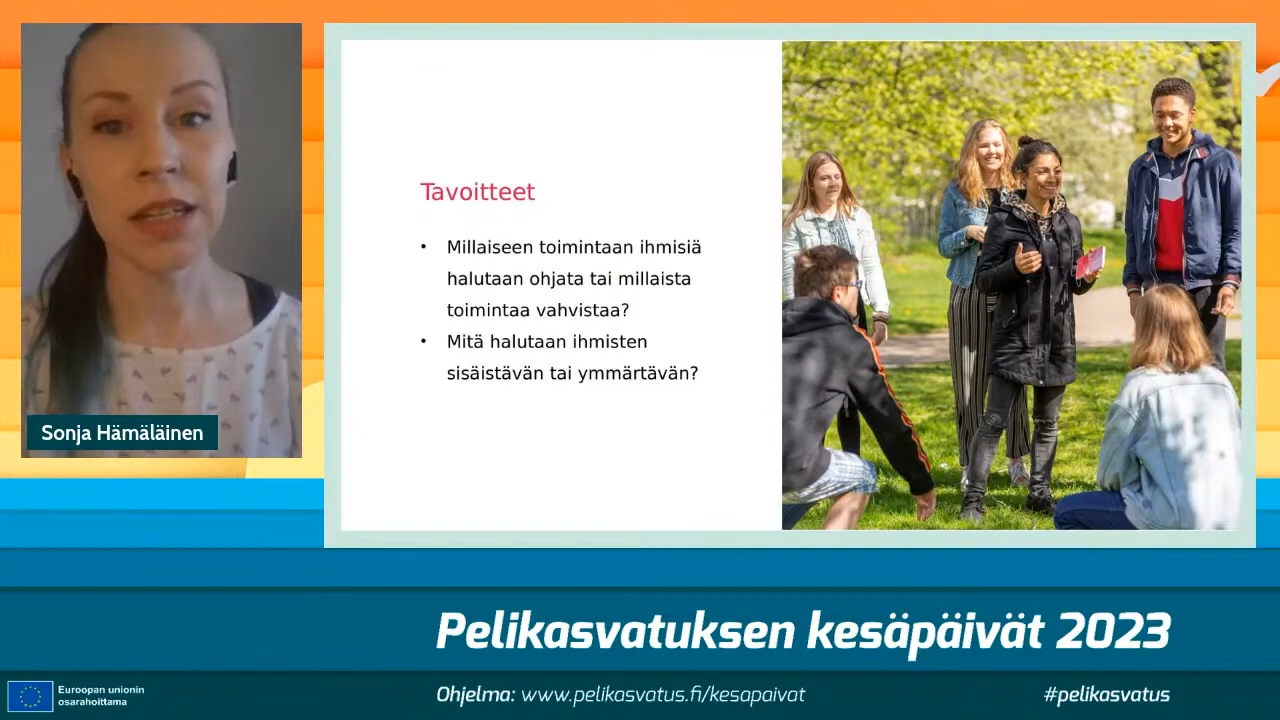 Sonja Hämäläinen
Tavoitteet
• Millaiseen toimintaan ihmisiä
halutaan ohjata tai millaista
toimintaa vahvistaa?
• Mitä halutaan ihmisten
sisäistävän tai ymmärtävän?
Pelikasvatuksen kesäpäivät 2023
Euroopan unionin
osarahoittama
Ohjelma: www.pelikasvatus.fi/kesapaivat
#pelikasvatus